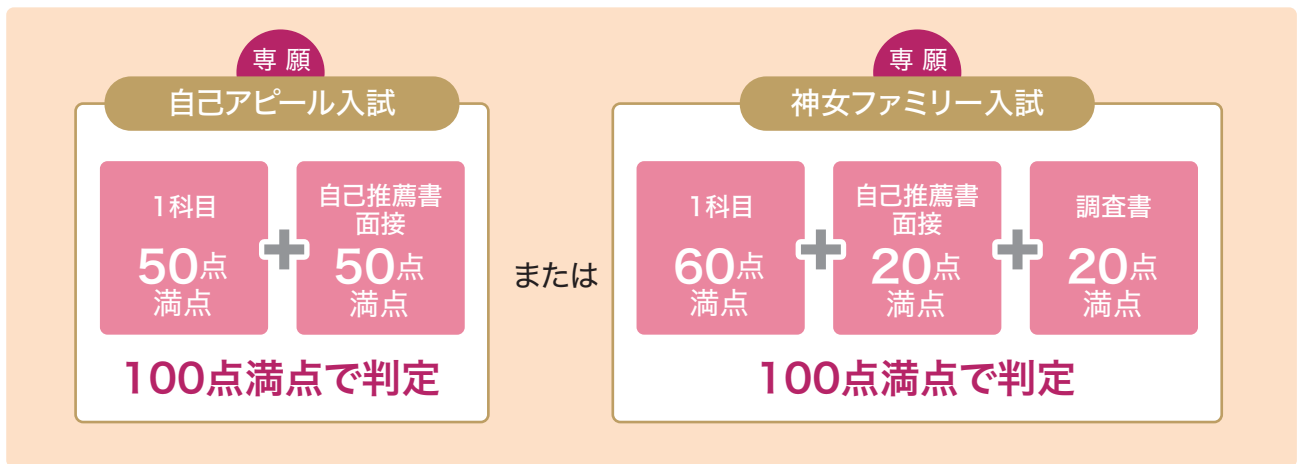 専願
自己アピール入試
1科目
50点
満点
+
自己推薦書
面接
50点
満点
100点満点で判定
または
専願
神女ファミリー入試
1科目
60点
満点
+
自己推薦書
面接
20点
満点
+
調査書
20点
満点
100点満点で判定